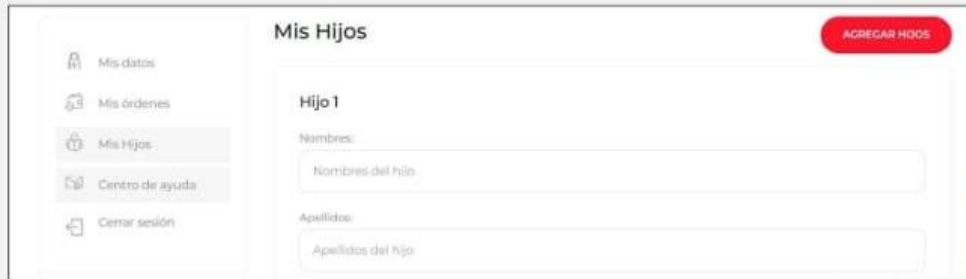 Mis Hijos
AGREGAR HIJOS
Mis datos
Mis órdenes
Mis Hijos
Centro de ayuda
Cerrar sesión
Hijo 1
Nombres:
Nombres del hijo
Apellidos:
Apellidos del hijo